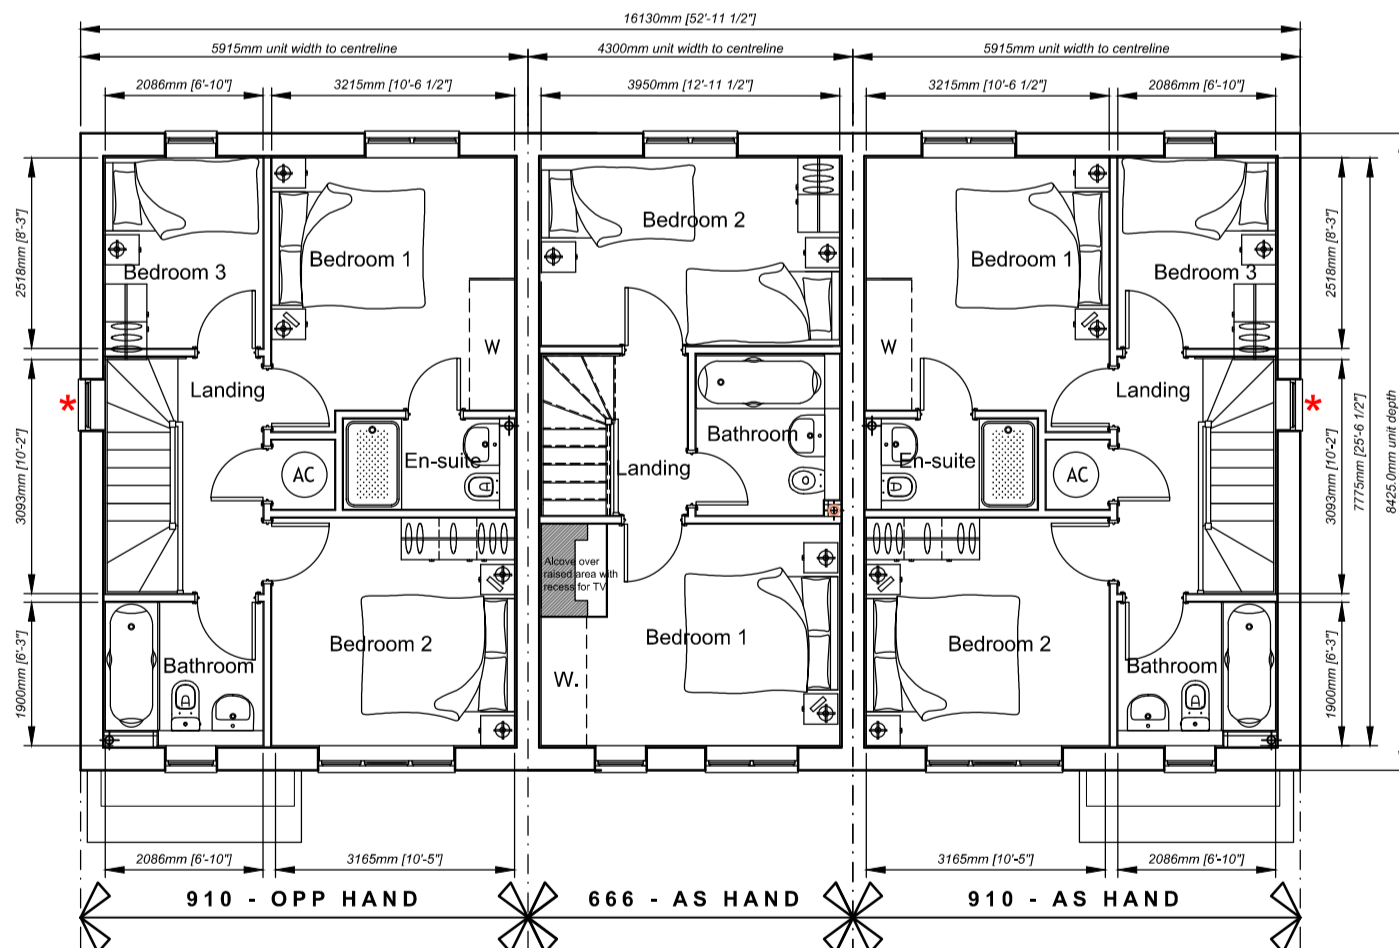 16130mm [52'-11 1/2"]
5915mm unit width to centreline
4300mm unit width to centreline
5915mm unit width to centreline
2086mm [6'-10"]
3215mm [10'-6 1/2"]
3950mm [12'-11 1/2"]
3215mm [10'-6 1/2"]
2086mm [6'-10"]
2518mm [8'-3"]
3093mm [10'-2"]
1900mm [6'-3"]
Bedroom 3
Bedroom 1
W
Landing
*
AC
En-suite
Bathroom
Bedroom 2
Bedroom 2
Bathroom
Landing
Alcove over
raised area with
recess for TV
Bedroom 1
W.
Bedroom 1
Bedroom 3
W
Landing
*
En-suite
AC
Bedroom 2
Bathroom
2518mm [8'-3"]
3093mm [10'-2"]
1900mm [6'-3"]
7775mm [25'-6 1/2"]
8425.0mm unit depth
2086mm [6'-10"]
3165mm [10'-5"]
3165mm [10'-5"]
2086mm [6'-10"]
910 - OPP HAND
666 - AS HAND
910 - AS HAND